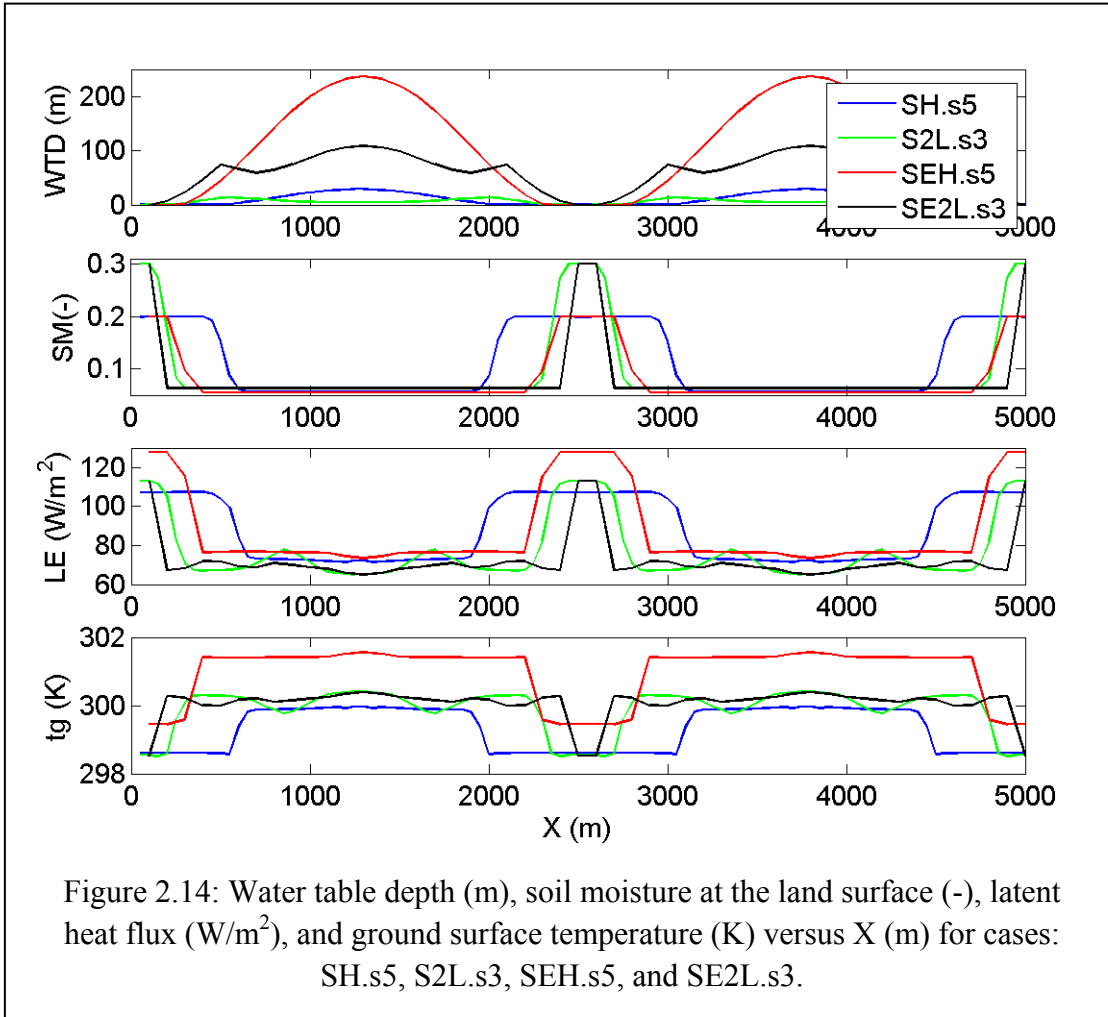 WTD (m)
200
100
0
SH.s5
S2L.s3
SEH.s5
SE2L.s3
0 1000 2000 3000 4000 5000
SM(-)
0.3
0.2
0.1
0 1000 2000 3000 4000 5000
LE (W/m²)
120
100
80
60
0 1000 2000 3000 4000 5000
tg (K)
302
300
298
0 1000 2000 3000 4000 5000
X (m)
Figure 2.14: Water table depth (m), soil moisture at the land surface (-), latent
heat flux (W/m²), and ground surface temperature (K) versus X (m) for cases:
SH.s5, S2L.s3, SEH.s5, and SE2L.s3.